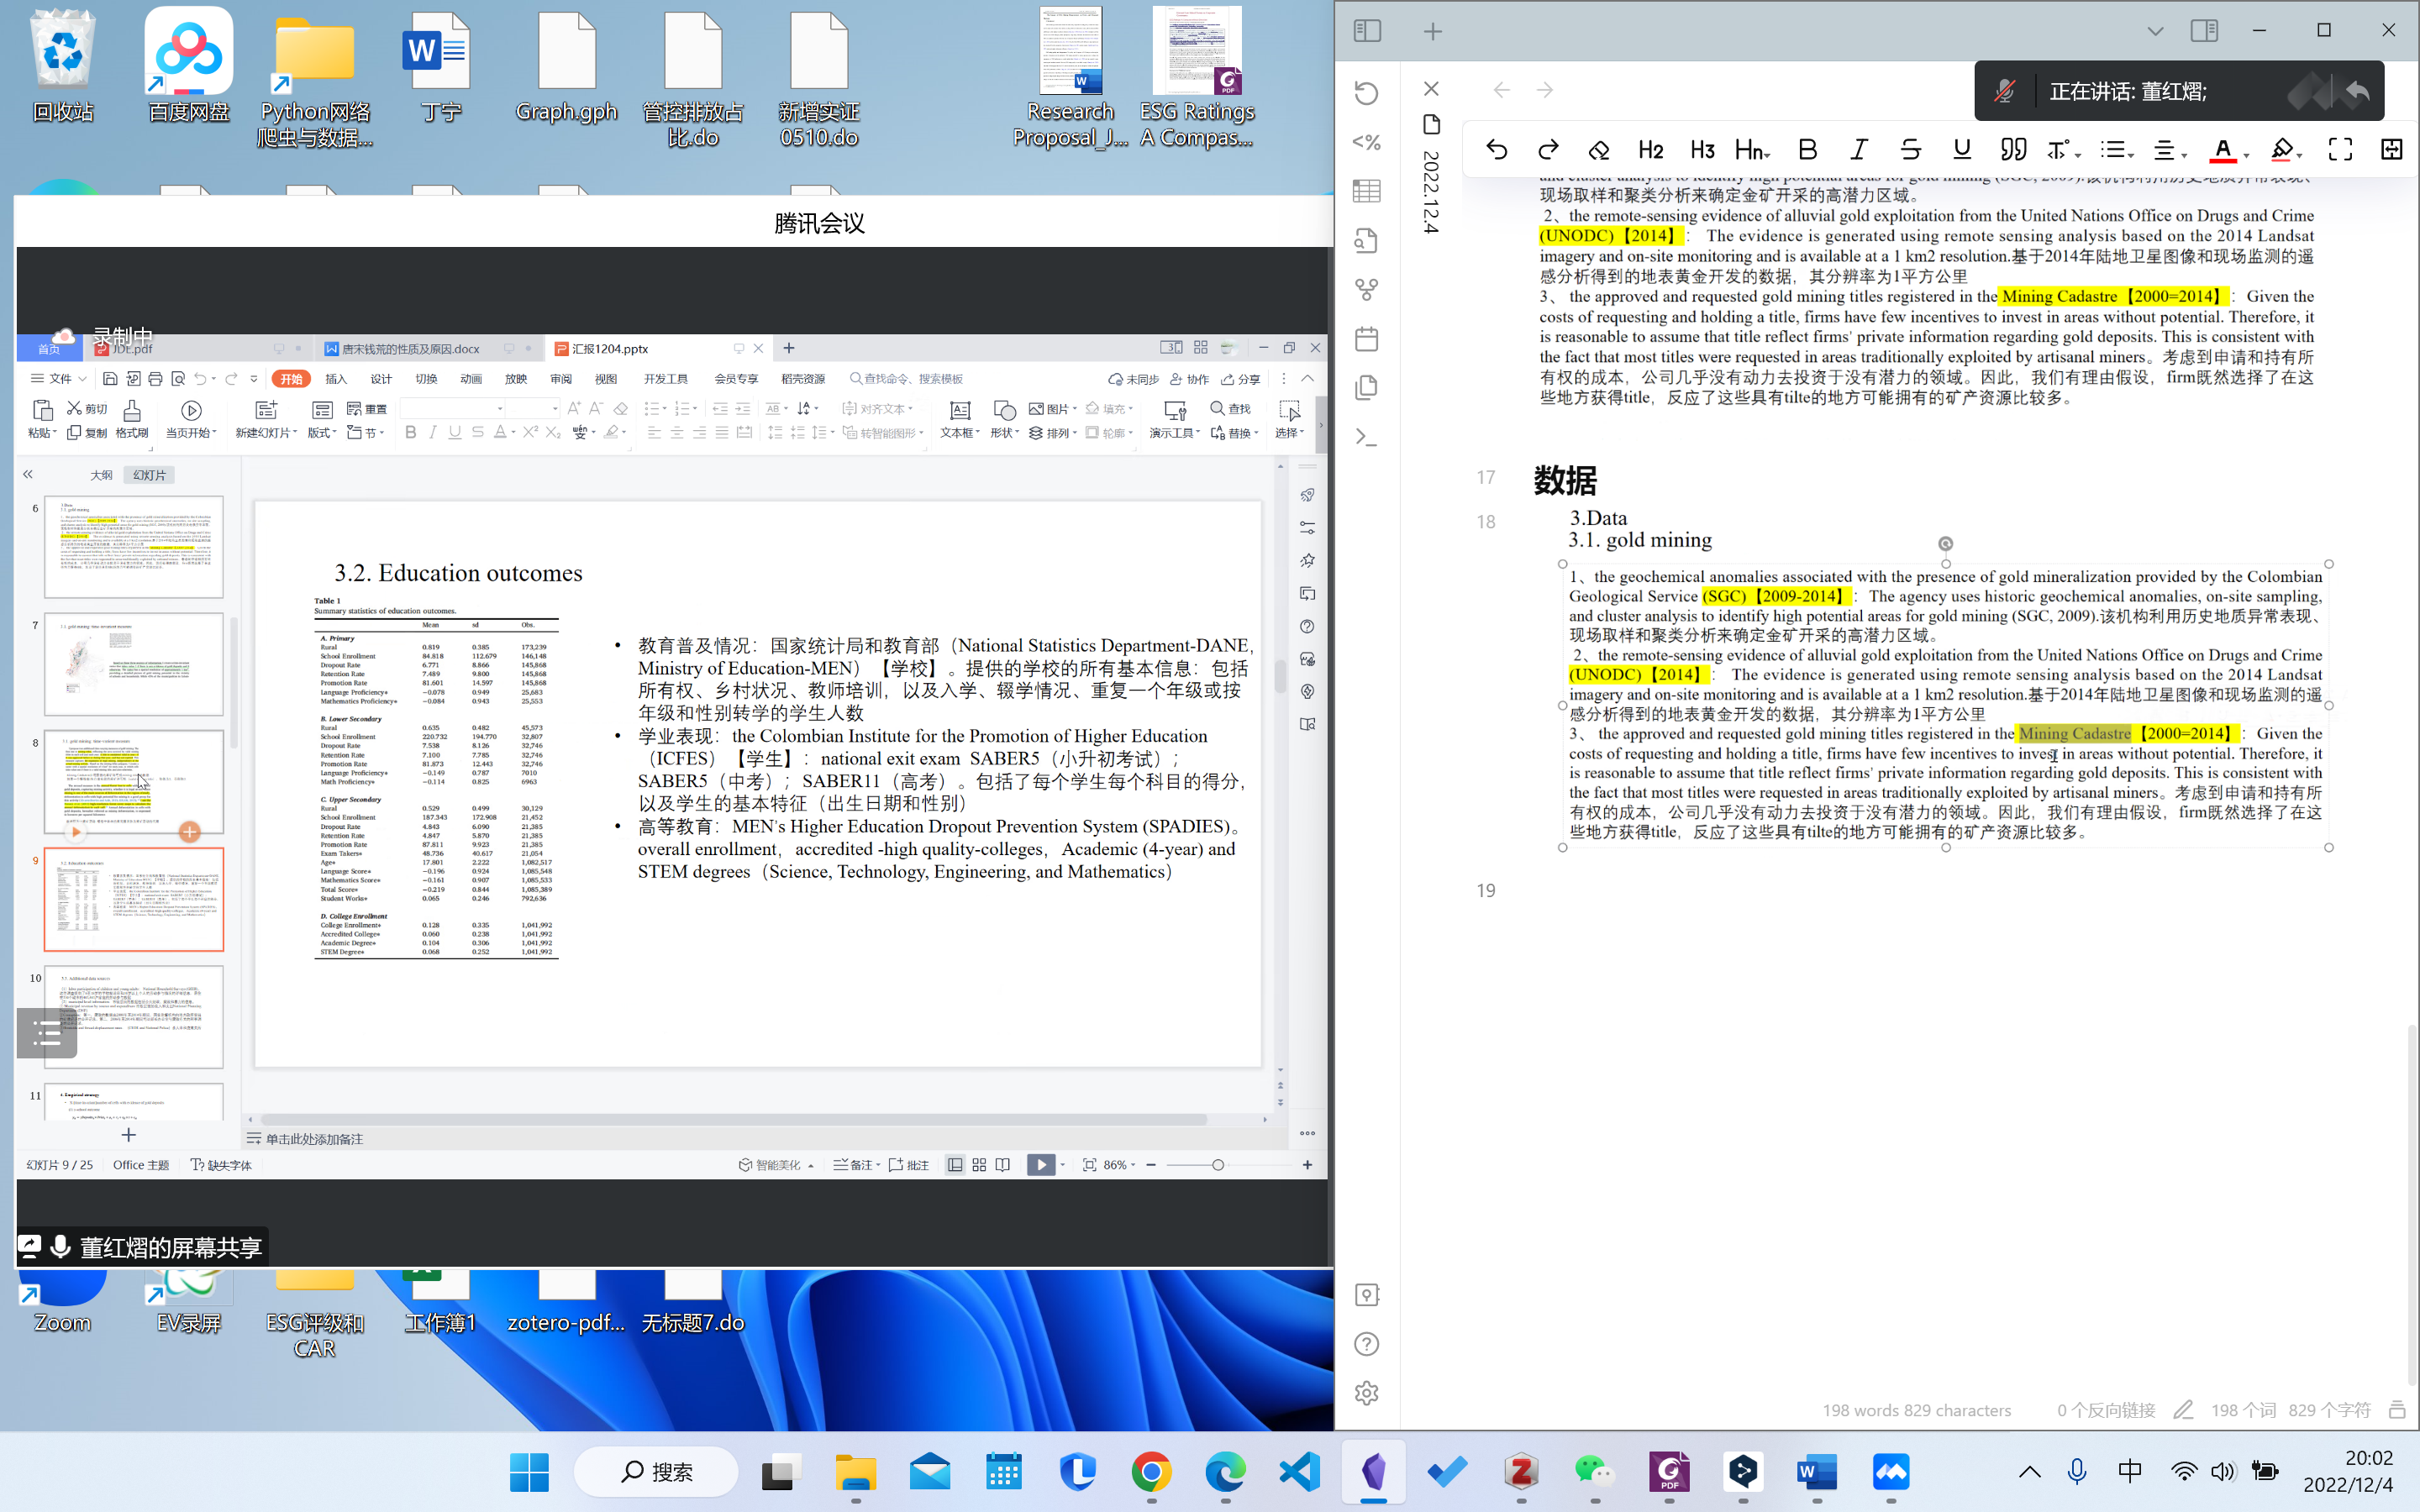 回收站
百度网盘
Python网络
爬虫与数据...
丁宁
Graph.gph
管控排放占
比.do
新增实证
0510.do
Research
Proposal_J...
ESG Ratings
A Compas...
腾讯会议
录制中
首页
JDE.pdf
唐宋钱荒的性质及原因.docx
汇报1204.pptx
文件
开始
插入
设计
切换
动画
放映
审阅
视图
开发工具
会员专享
稻壳资源
查找命令、搜索模板
未同步
协作
分享
粘贴
剪切
复制
格式刷
当页开始
新建幻灯片
版式
重置
节
对齐文本
转智能图形
文本框
形状
图片
排列
填充
轮廓
演示工具
查找
替换
选择
大纲
幻灯片
6
7
8
9
10
11
3.2. Education outcomes
Table 1
Summary statistics of education outcomes.
Mean sd Obs.
A. Primary
Rural 0.819 0.385 173,239
School Enrollment 84.818 112.679 146,148
Dropout Rate 6.771 8.866 145,868
Retention Rate 7.489 9.800 145,868
Promotion Rate 81.601 14.597 145,868
Language Proficiency* −0.078 0.949 25,683
Mathematics Proficiency* −0.084 0.943 25,553
B. Lower Secondary
Rural 0.635 0.482 45,573
School Enrollment 220.732 194.770 32,807
Dropout Rate 7.538 8.126 32,746
Retention Rate 7.100 7.785 32,746
Promotion Rate 81.873 12.443 32,746
Language Proficiency* −0.149 0.787 7010
Math Proficiency* −0.114 0.825 6963
C. Upper Secondary
Rural 0.529 0.499 30,129
School Enrollment 187.343 172.908 21,452
Dropout Rate 4.843 6.090 21,385
Retention Rate 4.847 5.870 21,385
Promotion Rate 87.811 9.923 21,385
Exam Takers* 48.736 40.617 21,054
Age* 17.801 2.222 1,082,517
Language Score* −0.196 0.924 1,085,548
Mathematics Score* −0.161 0.907 1,085,533
Total Score* −0.219 0.844 1,085,389
Student Works* 0.065 0.246 792,636
D. College Enrollment
College Enrollment* 0.128 0.335 1,041,992
Accredited College* 0.060 0.238 1,041,992
Academic Degree* 0.104 0.306 1,041,992
STEM Degree* 0.068 0.252 1,041,992
• 教育普及情况：国家统计局和教育部（National Statistics Department-DANE,
Ministry of Education-MEN）【学校】。提供的学校的所有基本信息：包括
所有权、乡村状况、教师培训，以及入学、辍学情况、重复一个年级或按
年级和性别转学的学生人数
• 学业表现：the Colombian Institute for the Promotion of Higher Education
（ICFES）【学生】：national exit exam SABER5（小升初考试）；
SABER5（中考）；SABER11（高考）。包括了每个学生每个科目的得分，
以及学生的基本特征（出生日期和性别）
• 高等教育：MEN's Higher Education Dropout Prevention System (SPADIES)。
overall enrollment，accredited -high quality-colleges，Academic (4-year) and
STEM degrees（Science, Technology, Engineering, and Mathematics）
单击此处添加备注
幻灯片 9 / 25
Office 主题
缺失字体
智能美化
备注
批注
86%
董红熠的屏幕共享
Zoom
EV录屏
ESG评级和
CAR
工作簿1
zotero-pdf...
无标题7.do
正在讲话: 董红熠;
2022.12.4
H2 H3 Hn B I S U
and cluster analysis to identify high potential areas for gold mining (SGC, 2009).该机构利用历史地质异常表现、
现场取样和聚类分析来确定金矿开采的高潜力区域。
2、the remote-sensing evidence of alluvial gold exploitation from the United Nations Office on Drugs and Crime
(UNODC)【2014】： The evidence is generated using remote sensing analysis based on the 2014 Landsat
imagery and on-site monitoring and is available at a 1 km2 resolution.基于2014年陆地卫星图像和现场监测的遥
感分析得到的地表黄金开发的数据，其分辨率为1平方公里
3、 the approved and requested gold mining titles registered in the Mining Cadastre【2000=2014】：Given the
costs of requesting and holding a title, firms have few incentives to invest in areas without potential. Therefore, it
is reasonable to assume that title reflect firms' private information regarding gold deposits. This is consistent with
the fact that most titles were requested in areas traditionally exploited by artisanal miners。考虑到申请和持有所
有权的成本，公司几乎没有动力去投资于没有潜力的领域。因此，我们有理由假设，firm既然选择了在这
些地方获得title，反应了这些具有tilte的地方可能拥有的矿产资源比较多。
17
数据
18
3.Data
3.1. gold mining
1、the geochemical anomalies associated with the presence of gold mineralization provided by the Colombian
Geological Service (SGC)【2009-2014】：The agency uses historic geochemical anomalies, on-site sampling,
and cluster analysis to identify high potential areas for gold mining (SGC, 2009).该机构利用历史地质异常表现、
现场取样和聚类分析来确定金矿开采的高潜力区域。
2、the remote-sensing evidence of alluvial gold exploitation from the United Nations Office on Drugs and Crime
(UNODC)【2014】： The evidence is generated using remote sensing analysis based on the 2014 Landsat
imagery and on-site monitoring and is available at a 1 km2 resolution.基于2014年陆地卫星图像和现场监测的遥
感分析得到的地表黄金开发的数据，其分辨率为1平方公里
3、 the approved and requested gold mining titles registered in the Mining Cadastre【2000=2014】：Given the
costs of requesting and holding a title, firms have few incentives to invest in areas without potential. Therefore, it
is reasonable to assume that title reflect firms' private information regarding gold deposits. This is consistent with
the fact that most titles were requested in areas traditionally exploited by artisanal miners。考虑到申请和持有所
有权的成本，公司几乎没有动力去投资于没有潜力的领域。因此，我们有理由假设，firm既然选择了在这
些地方获得title，反应了这些具有tilte的地方可能拥有的矿产资源比较多。
19
198 words 829 characters
0 个反向链接
198 个词 829 个字符
搜索
中
20:02
2022/12/4